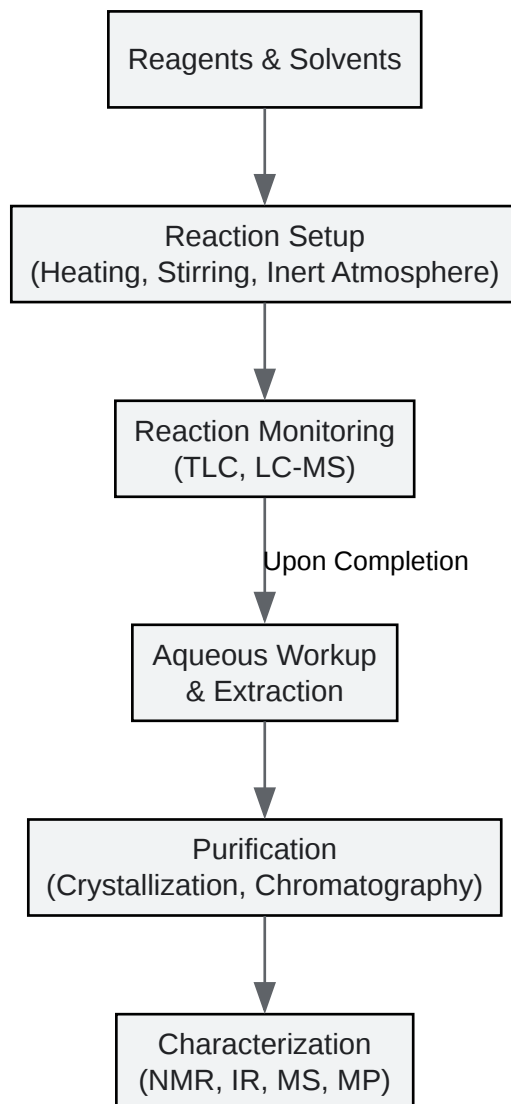 Reagents & Solvents
Reaction Setup
(Heating, Stirring, Inert Atmosphere)
Reaction Monitoring
(TLC, LC-MS)
Upon Completion
Aqueous Workup
& Extraction
Purification
(Crystallization, Chromatography)
Characterization
(NMR, IR, MS, MP)